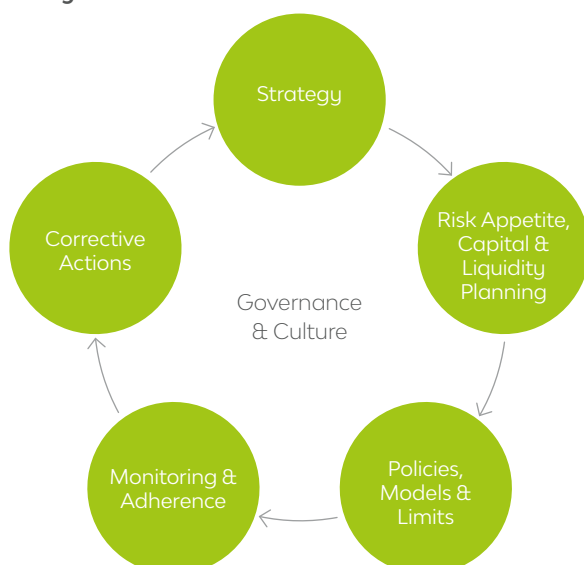 Strategy
Risk Appetite,
Capital &
Liquidity
Planning
Policies,
Models &
Limits
Monitoring &
Adherence
Corrective
Actions
Governance
& Culture